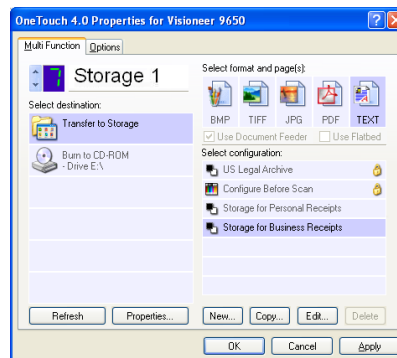 OneTouch 4.0 Properties for Visioneer 9650
Multi Function
Options
7
Storage 1
Select destination:
Transfer to Storage
Burn to CD-ROM
- Drive E:\
Refresh
Properties...
Select format and page(s):
BMP
TIFF
JPG
PDF
TEXT
Use Document Feeder
Use Flatbed
Select configuration:
US Legal Archive
Configure Before Scan
Storage for Personal Receipts
Storage for Business Receipts
New...
Copy...
Edit...
Delete
OK
Cancel
Apply